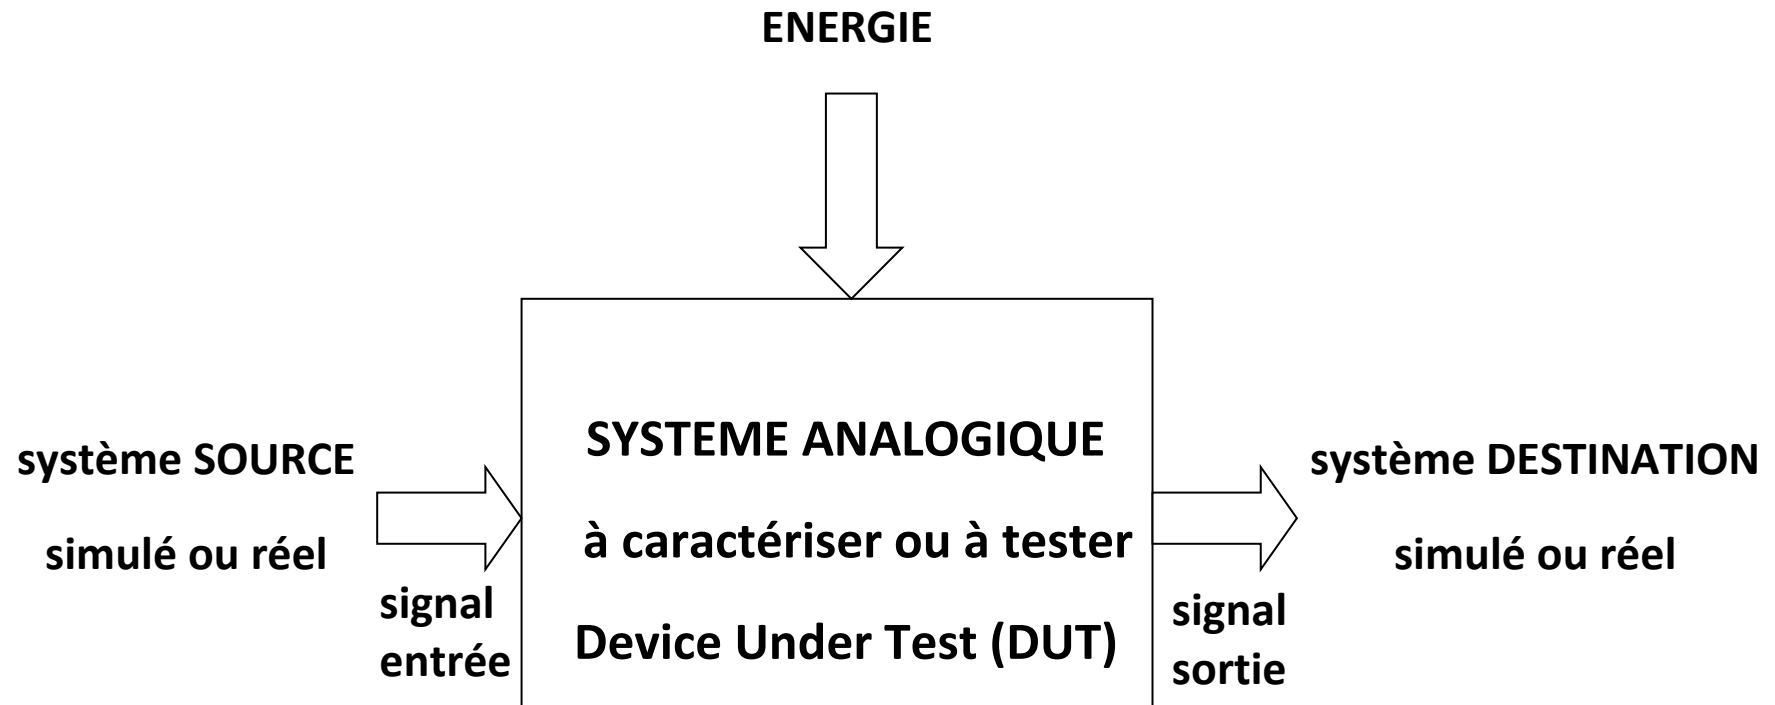 ENERGIE
système SOURCE
simulé ou réel
signal
entrée
SYSTEME ANALOGIQUE
à caractériser ou à tester
Device Under Test (DUT)
signal
sortie
système DESTINATION
simulé ou réel